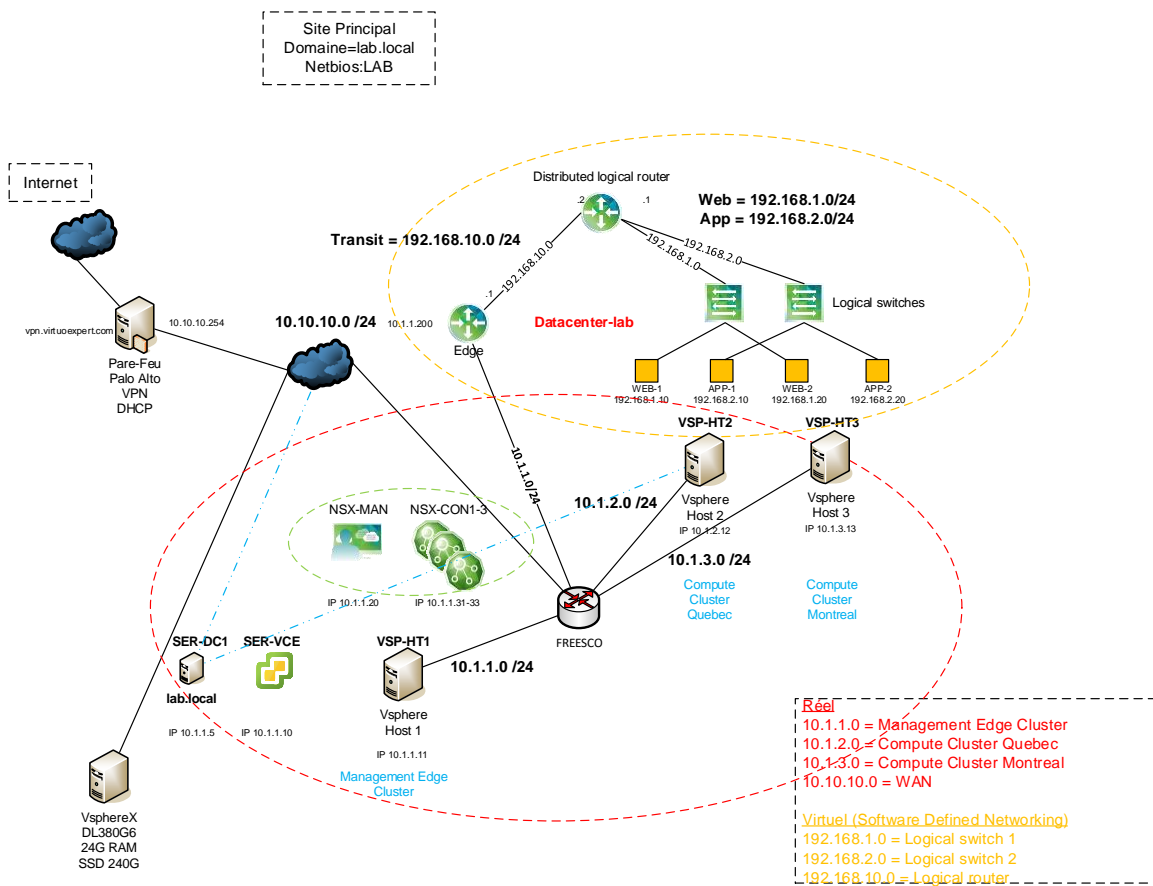 Site Principal
Domaine=lab.local
Netbios:LAB
Internet
Distributed logical router
.2
.1
Web = 192.168.1.0/24
App = 192.168.2.0/24
Transit = 192.168.10.0 /24
192.168.10.0
192.168.1.0
192.168.2.0
.1
Logical switches
vpn.virtuoexpert.com
10.10.10.254
10.10.10.0 /24
10.1.1.200
Datacenter-lab
Edge
Pare-Feu
Palo Alto
VPN
DHCP
WEB-1
192.168.1.10
APP-1
192.168.2.10
WEB-2
192.168.1.20
APP-2
192.168.2.20
VSP-HT2
VSP-HT3
10.1.1.0/24
Vsphere
Host 2
IP 10.1.2.12
Vsphere
Host 3
IP 10.1.3.13
10.1.2.0 /24
NSX-MAN
NSX-CON1-3
10.1.3.0 /24
Compute
Cluster
Quebec
Compute
Cluster
Montreal
IP 10.1.1.20
IP 10.1.1.31-33
FREESCO
SER-DC1
SER-VCE
VSP-HT1
10.1.1.0 /24
lab.local
Vsphere
Host 1
IP 10.1.1.5
IP 10.1.1.10
IP 10.1.1.11
Management Edge
Cluster
VsphereX
DL380G6
24G RAM
SSD 240G
Réel
10.1.1.0 = Management Edge Cluster
10.1.2.0 = Compute Cluster Quebec
10.1.3.0 = Compute Cluster Montreal
10.10.10.0 = WAN
Virtuel (Software Defined Networking)
192.168.1.0 = Logical switch 1
192.168.2.0 = Logical switch 2
192.168.10.0 = Logical router